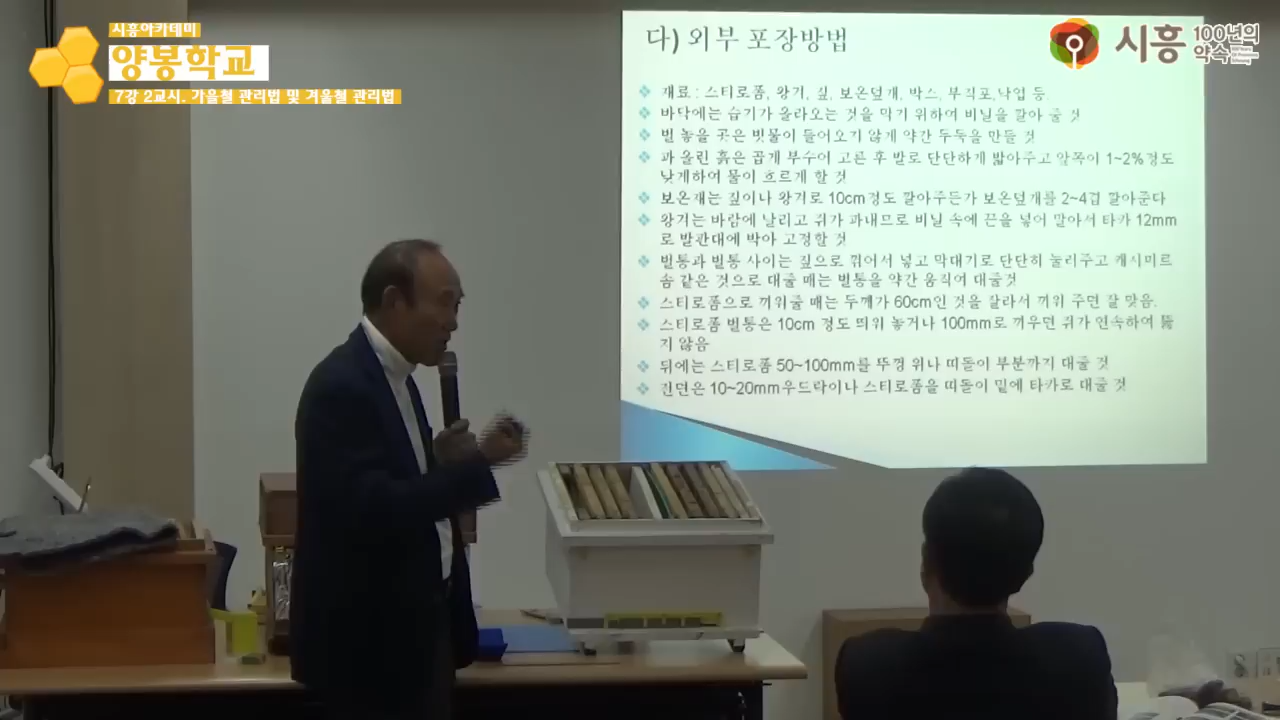 시흥아카데미
양봉학교
7강 2교시. 가을철 관리법 및 겨울철 관리법
시흥 100년의
약속
다) 외부 포장방법
재료 : 스티로폼, 왕겨, 짚, 보온덮개, 박스, 부직포,낙엽 등
바닥에는 습기가 올라오는 것을 막기 위하여 비닐을 깔아 줄 것
벌 놓을 곳은 빗물이 들어오기 않게 약간 두둑을 만들 것
파 올린 흙은 곱게 부수어 고른 후 발로 단단하게 밟아주고 앞쪽이 1~2%정도
낮게하여 물이 흐르게 할 것
보온재는 짚이나 왕겨로 10cm정도 깔아주든가 보온덮개를 2~4겹 깔아준다
왕겨는 바람에 날리고 쥐가 파내므로 비닐 속에 끈을 넣어 말아서 타카 12mm
로 발판대에 박아 고정할 것
벌통과 벌통 사이는 짚으로 꺾어서 넣고 막대기로 단단히 눌러주고 캐시미르
솜 같은 것으로 대줄 때는 벌통을 약간 움직여 대줄것
스티로폼으로 끼워줄 때는 두께가 60cm인 것을 잘라서 끼워 주면 잘 맞음.
스티로폼 벌통은 10cm 정도 띄워 놓거나 100mm로 끼우면 쥐가 연속하여 뚫
지 않음
뒤에는 스티로폼 50~100mm를 뚜껑 위나 띠돌이 부분까지 대줄 것
전면은 10~20mm우드락이나 스티로폼을 띠돌이 밑에 타카로 대줄 것